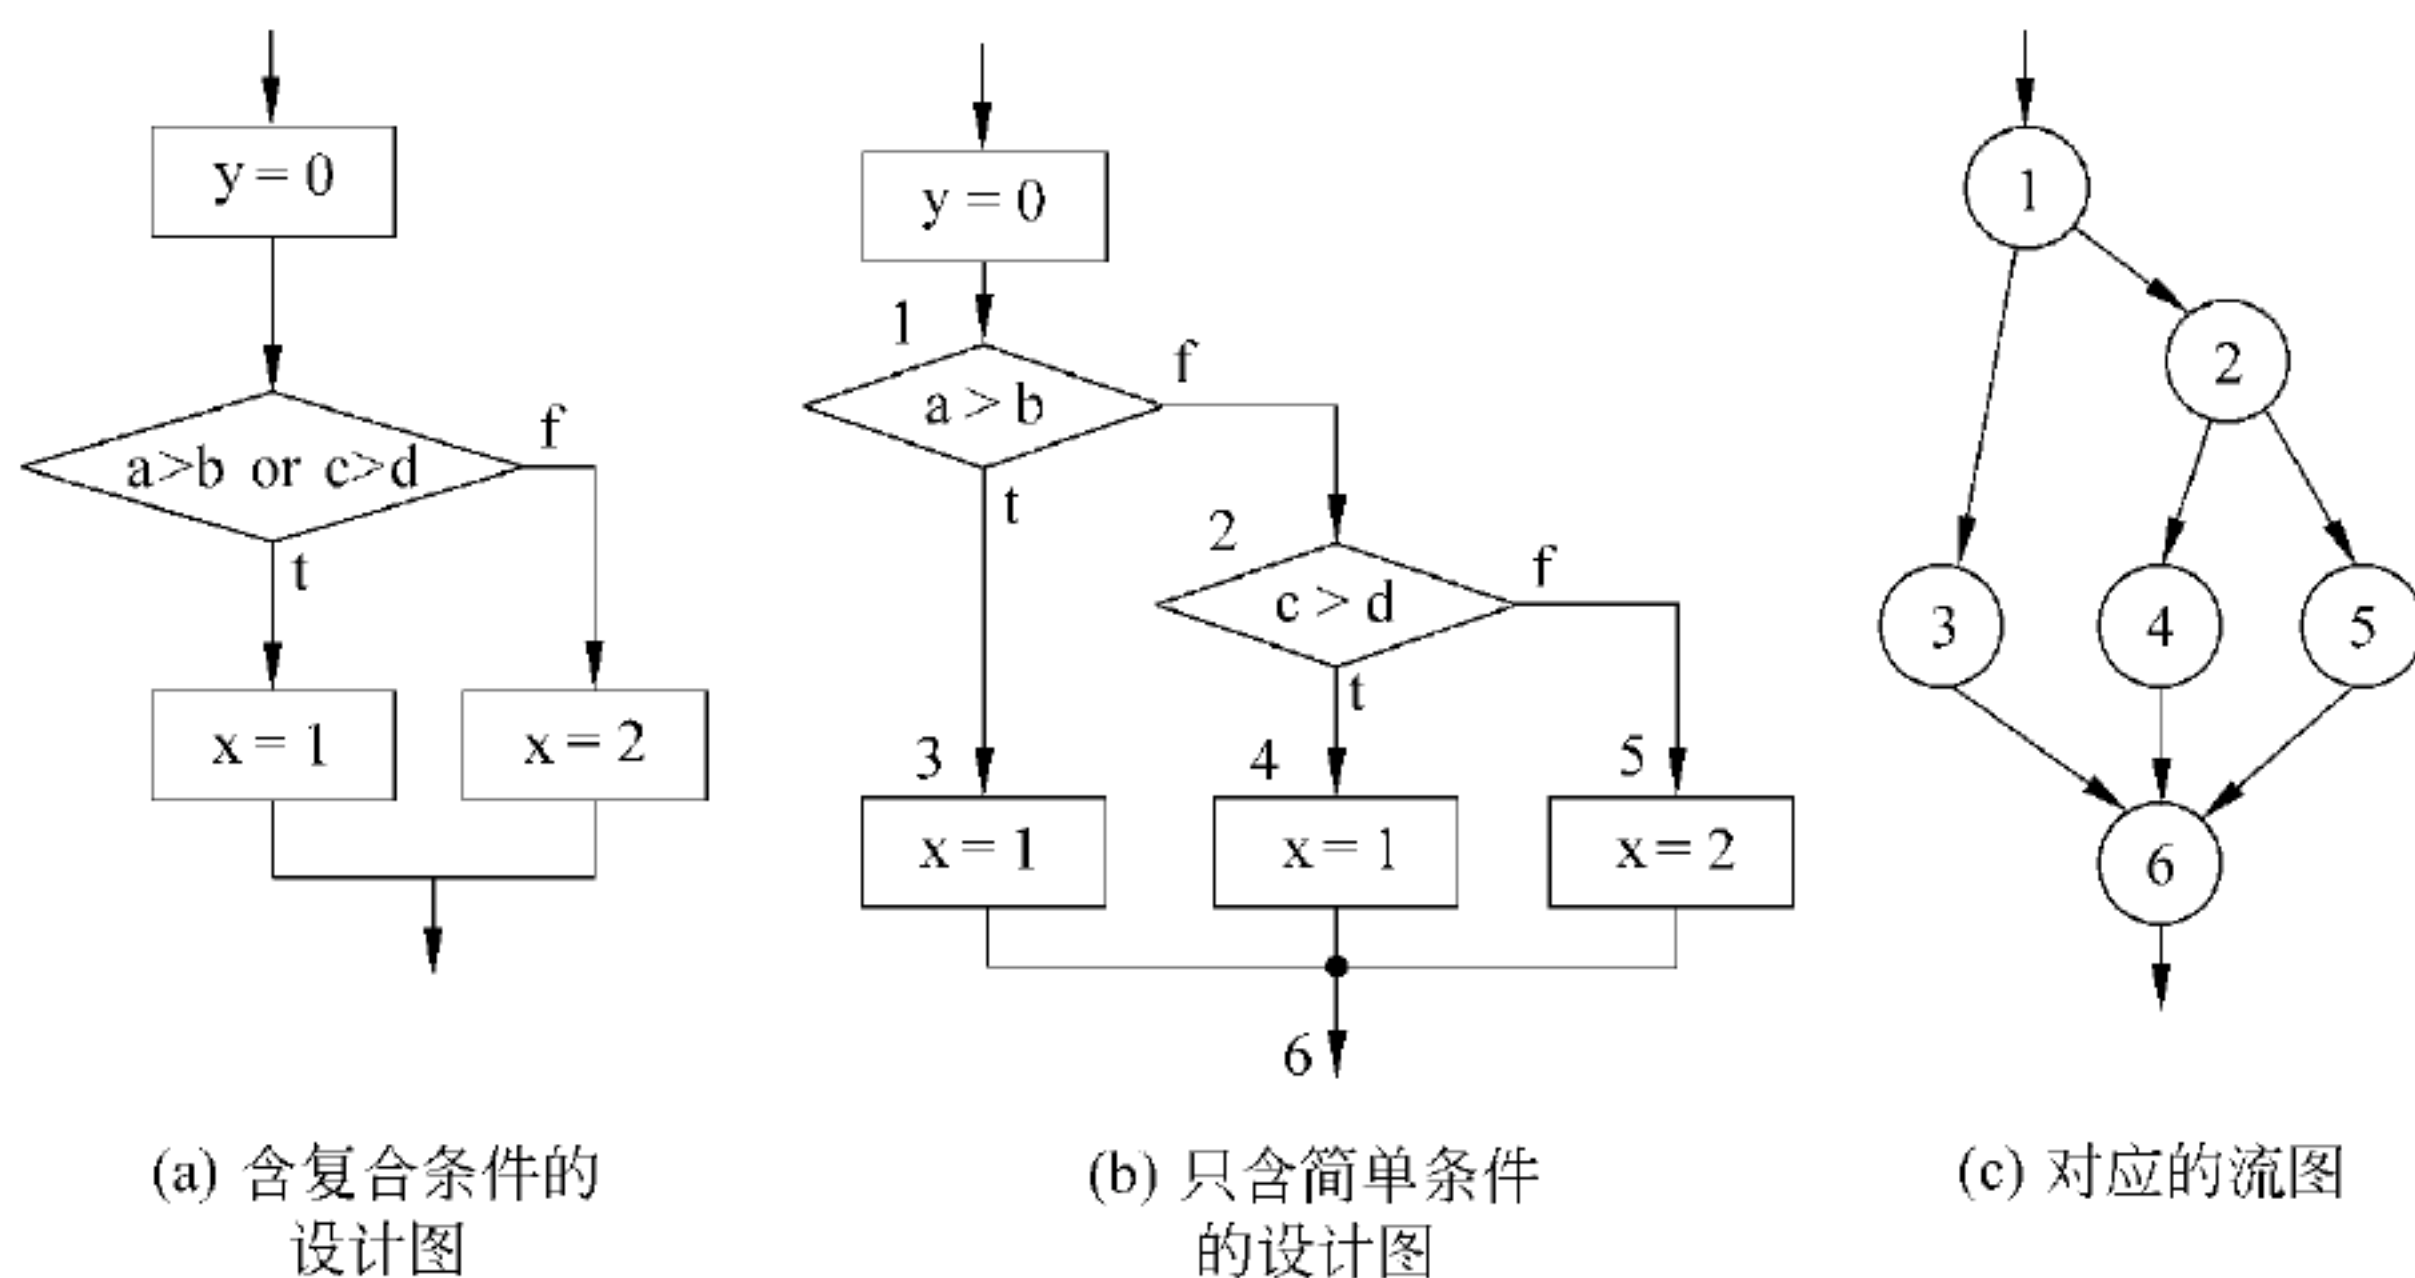 y = 0
a>b or c>d
f
t
x = 1
x = 2
(a) 含复合条件的
设计图
y = 0
1
a > b
f
t
2
c > d
f
t
3
4
5
x = 1
x = 1
x = 2
6
(b) 只含简单条件
的设计图
1
2
3
4
5
6
(c) 对应的流图